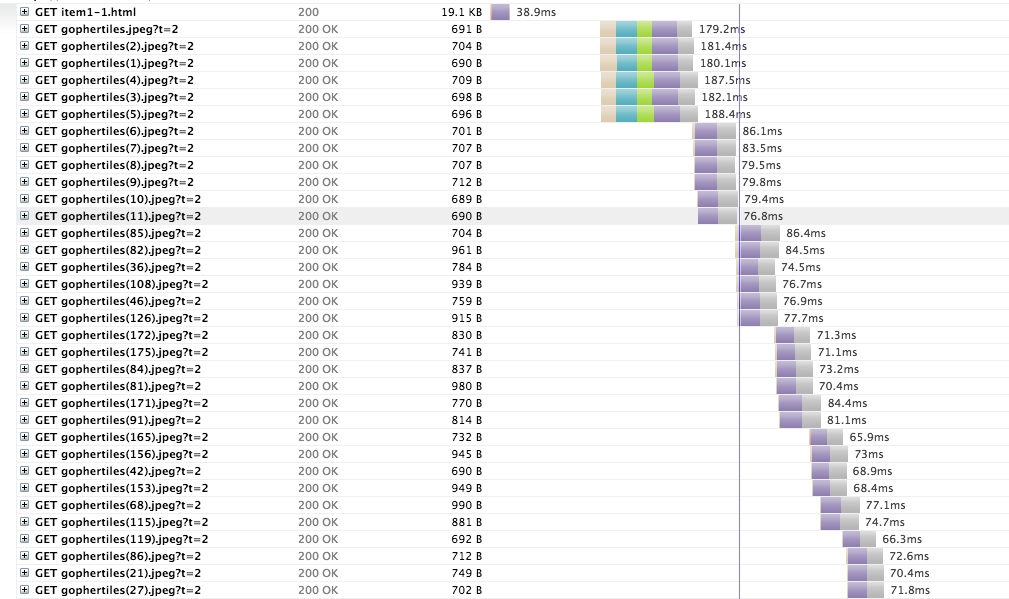 GET item1-1.html 200 19.1 KB 38.9ms
GET gophertiles.jpeg?t=2 200 OK 691 B 179.2ms
GET gophertiles(2).jpeg?t=2 200 OK 704 B 181.4ms
GET gophertiles(1).jpeg?t=2 200 OK 690 B 180.1ms
GET gophertiles(4).jpeg?t=2 200 OK 709 B 187.5ms
GET gophertiles(3).jpeg?t=2 200 OK 698 B 182.1ms
GET gophertiles(5).jpeg?t=2 200 OK 696 B 188.4ms
GET gophertiles(6).jpeg?t=2 200 OK 701 B 86.1ms
GET gophertiles(7).jpeg?t=2 200 OK 707 B 83.5ms
GET gophertiles(8).jpeg?t=2 200 OK 707 B 79.5ms
GET gophertiles(9).jpeg?t=2 200 OK 712 B 79.8ms
GET gophertiles(10).jpeg?t=2 200 OK 689 B 79.4ms
GET gophertiles(11).jpeg?t=2 200 OK 690 B 76.8ms
GET gophertiles(85).jpeg?t=2 200 OK 704 B 86.4ms
GET gophertiles(82).jpeg?t=2 200 OK 961 B 84.5ms
GET gophertiles(36).jpeg?t=2 200 OK 784 B 74.5ms
GET gophertiles(108).jpeg?t=2 200 OK 939 B 76.7ms
GET gophertiles(46).jpeg?t=2 200 OK 759 B 76.9ms
GET gophertiles(126).jpeg?t=2 200 OK 915 B 77.7ms
GET gophertiles(172).jpeg?t=2 200 OK 830 B 71.3ms
GET gophertiles(175).jpeg?t=2 200 OK 741 B 71.1ms
GET gophertiles(84).jpeg?t=2 200 OK 837 B 73.2ms
GET gophertiles(81).jpeg?t=2 200 OK 980 B 70.4ms
GET gophertiles(171).jpeg?t=2 200 OK 770 B 84.4ms
GET gophertiles(91).jpeg?t=2 200 OK 814 B 81.1ms
GET gophertiles(165).jpeg?t=2 200 OK 732 B 65.9ms
GET gophertiles(156).jpeg?t=2 200 OK 945 B 73ms
GET gophertiles(42).jpeg?t=2 200 OK 690 B 68.9ms
GET gophertiles(153).jpeg?t=2 200 OK 949 B 68.4ms
GET gophertiles(68).jpeg?t=2 200 OK 990 B 77.1ms
GET gophertiles(115).jpeg?t=2 200 OK 881 B 74.7ms
GET gophertiles(119).jpeg?t=2 200 OK 692 B 66.3ms
GET gophertiles(86).jpeg?t=2 200 OK 712 B 72.6ms
GET gophertiles(21).jpeg?t=2 200 OK 749 B 70.4ms
GET gophertiles(27).jpeg?t=2 200 OK 702 B 71.8ms